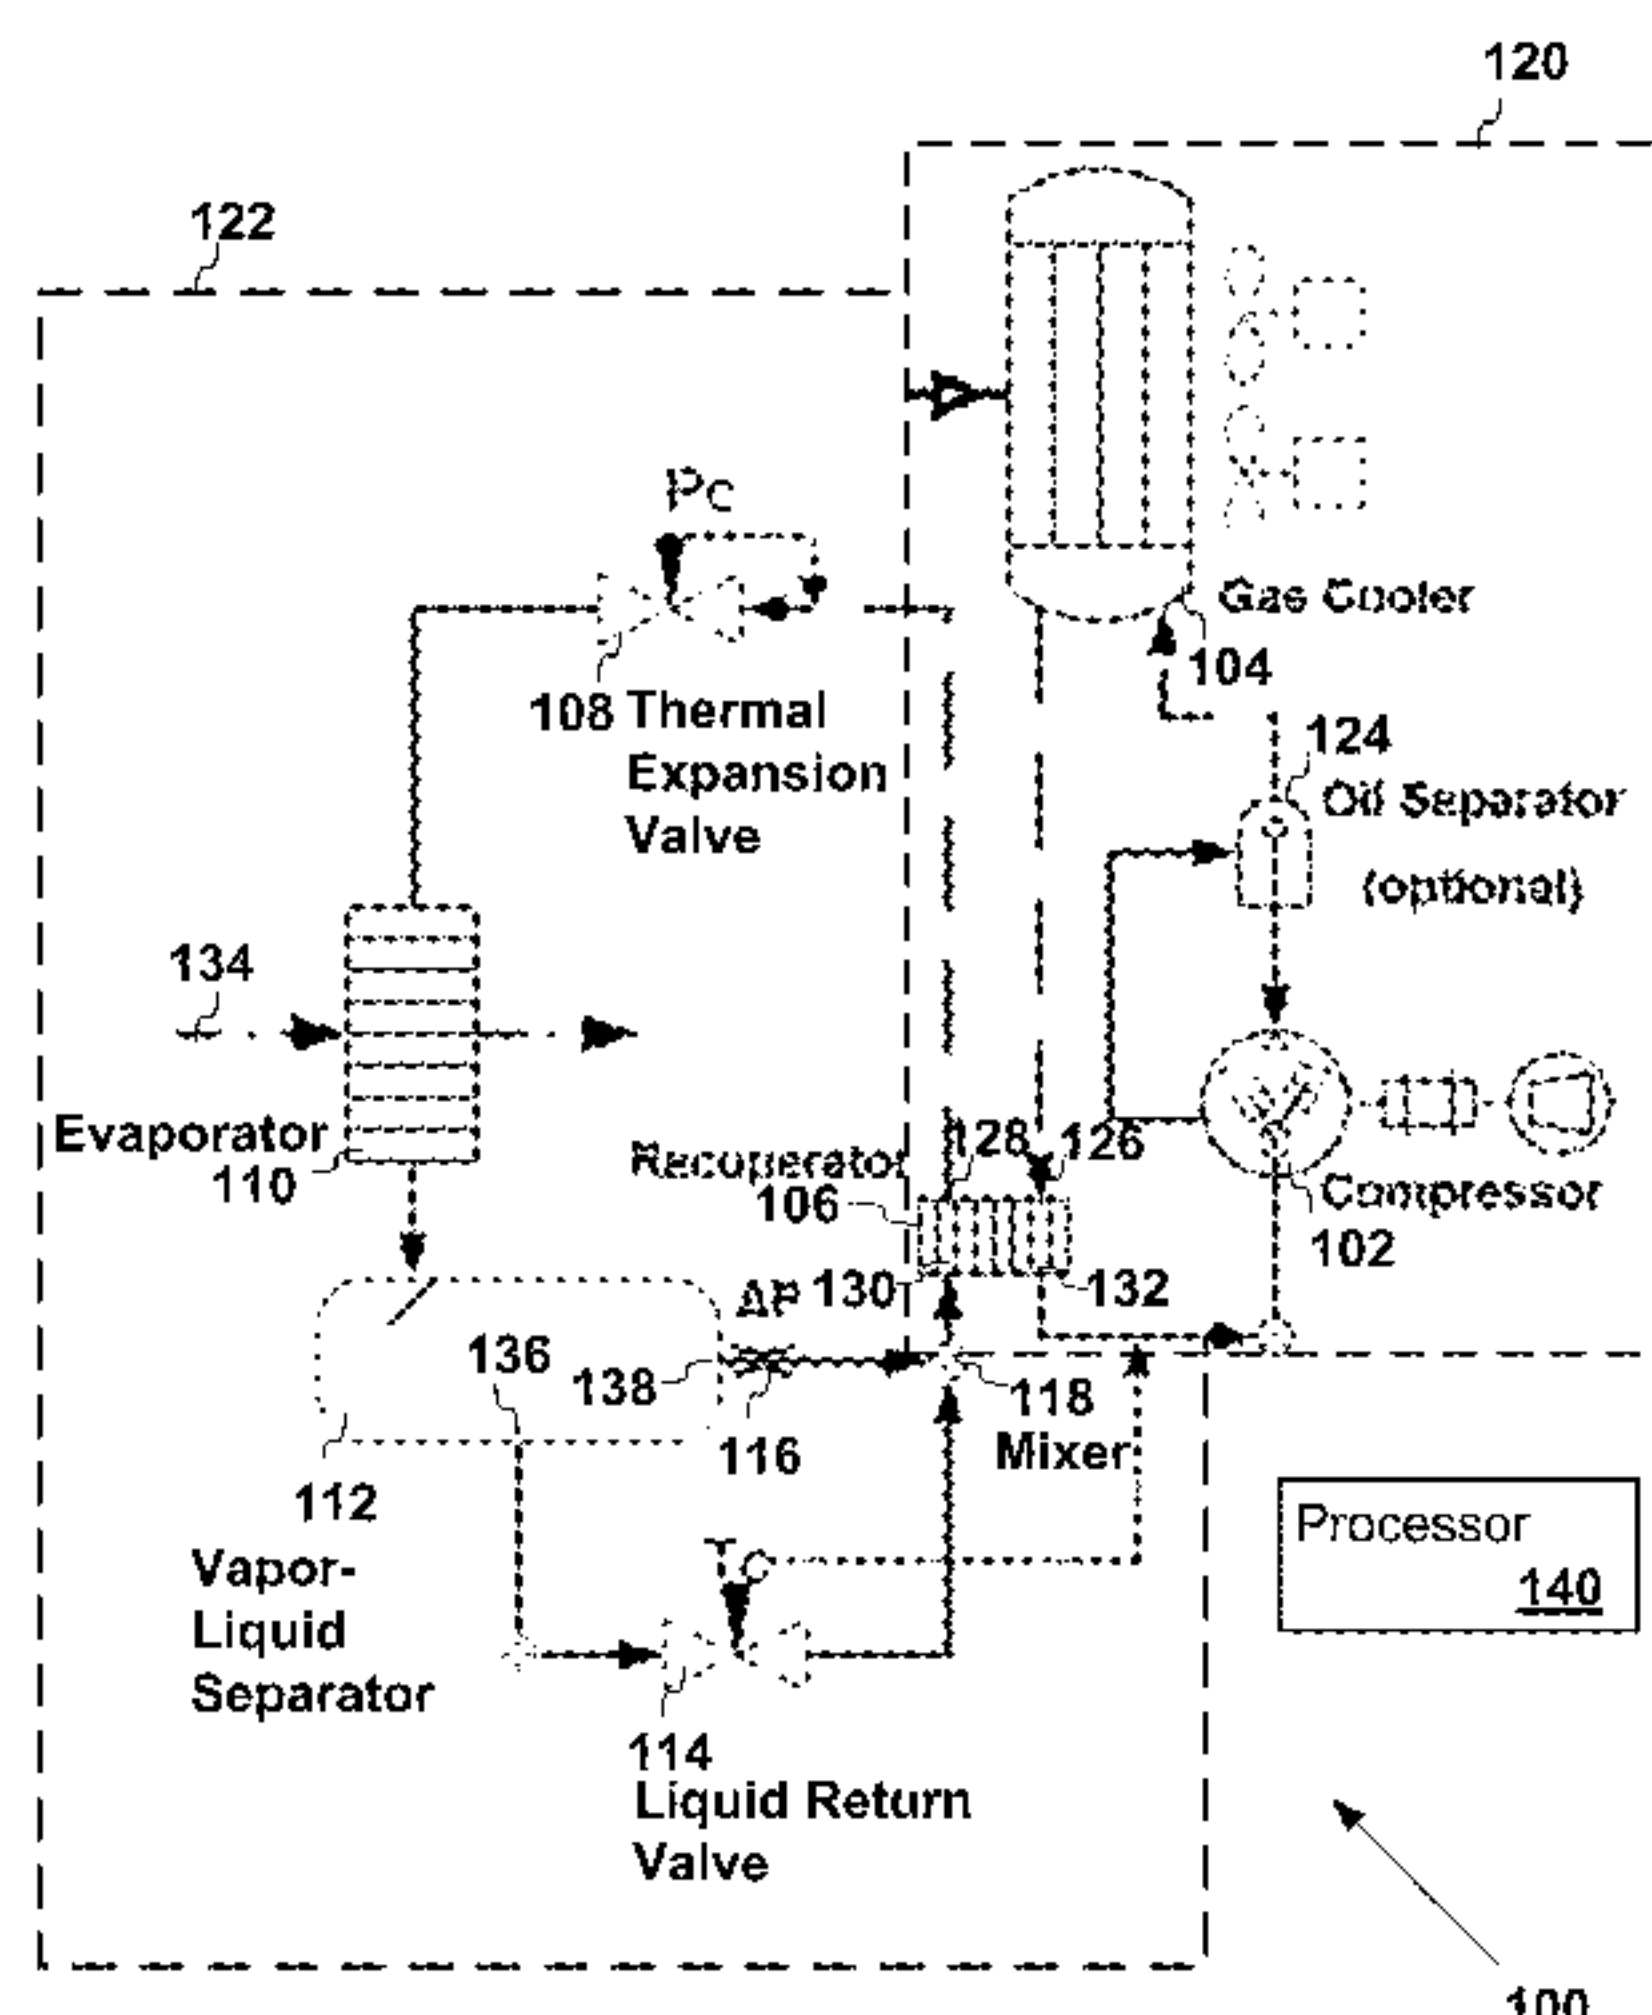 120
122
Pc
Gas Cooler
104
108 Thermal
Expansion
Valve
124
Oil Separator
(optional)
134
Evaporator
110
Recuperator
106
128
126
Compressor
102
130
132
ΔP
136
138
116
118
Mixer
112
Vapor-
Liquid
Separator
TC
114
Liquid Return
Valve
Processor
140
100